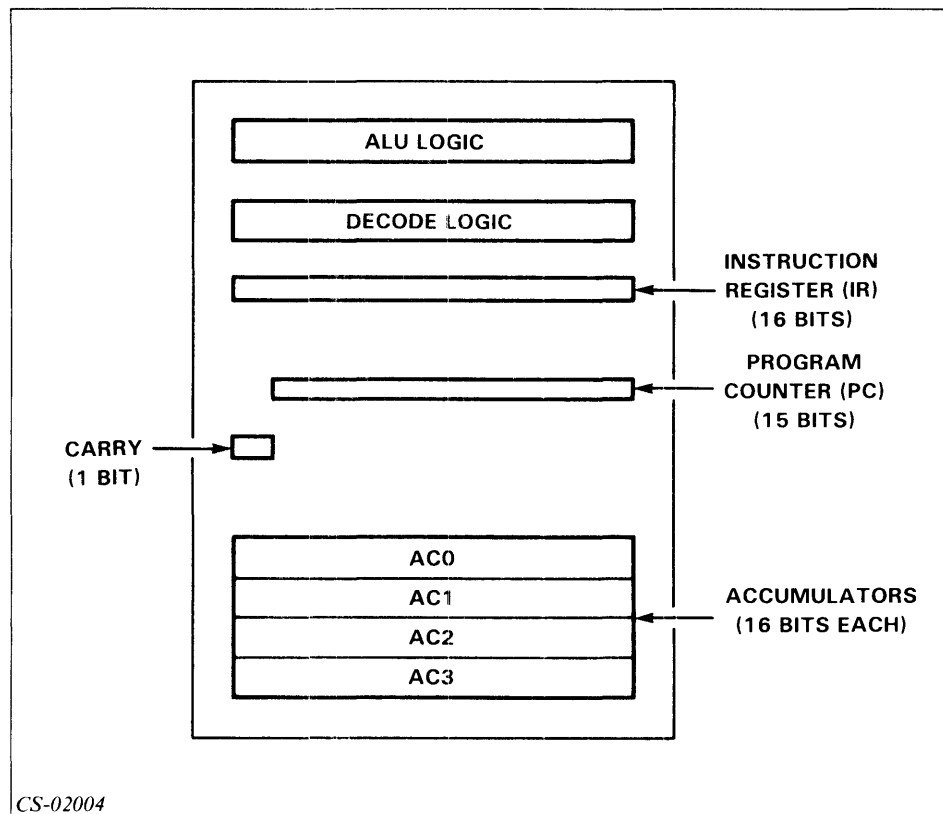 ALU LOGIC
DECODE LOGIC
INSTRUCTION
REGISTER (IR)
(16 BITS)
PROGRAM
COUNTER (PC)
(15 BITS)
CARRY
(1 BIT)
AC0
AC1
AC2
AC3
ACCUMULATORS
(16 BITS EACH)
CS-02004